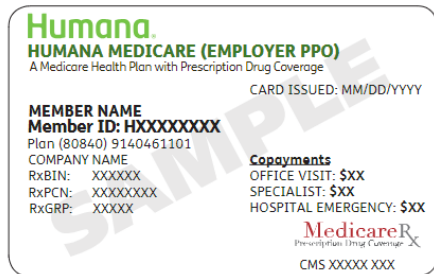 Humana.
HUMANA MEDICARE (EMPLOYER PPO)
A Medicare Health Plan with Prescription Drug Coverage
CARD ISSUED: MM/DD/YYYY
MEMBER NAME
Member ID: HXXXXXXXX
Plan (80840) 9140461101
COMPANY NAME
RxBIN: XXXXXX
RxPCN: XXXXXXXX
RxGRP: XXXXX
Copayments
OFFICE VISIT: $XX
SPECIALIST: $XX
HOSPITAL EMERGENCY: $XX
MedicareRx
Prescription Drug Coverage X
CMS XXXXX XXX
SAMPLE